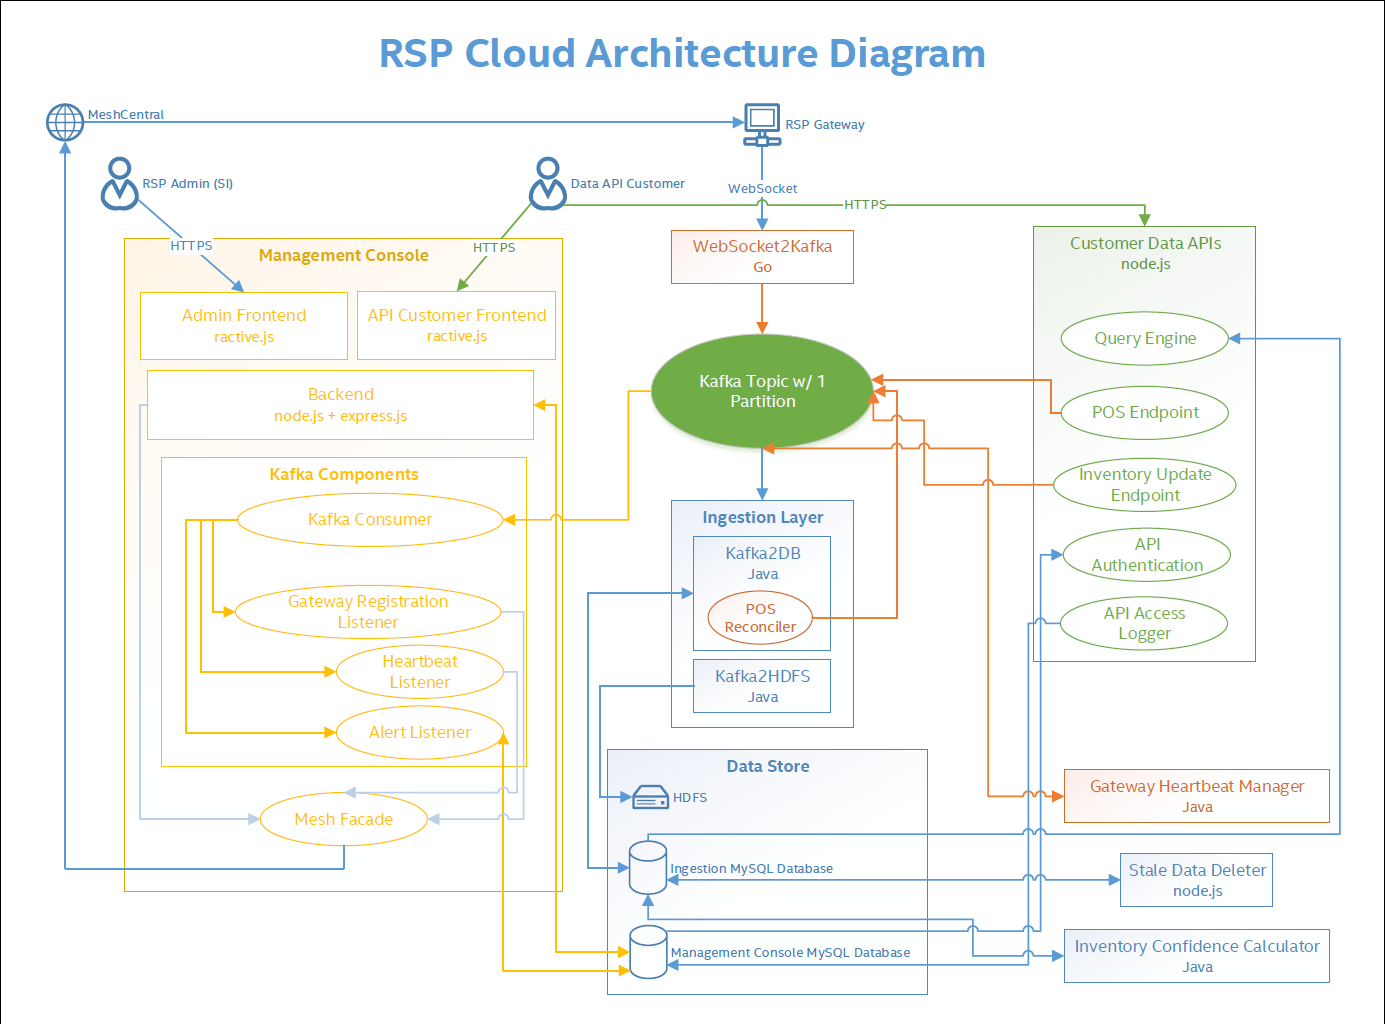 RSP Cloud Architecture Diagram
MeshCentral
RSP Gateway
RSP Admin (SI)
Data API Customer
WebSocket
HTTPS
HTTPS
HTTPS
Management Console
Admin Frontend
ractive.js
API Customer Frontend
ractive.js
Backend
node.js + express.js
Kafka Components
Kafka Consumer
Gateway Registration
Listener
Heartbeat
Listener
Alert Listener
Mesh Facade
WebSocket2Kafka
Go
Kafka Topic w/ 1
Partition
Ingestion Layer
Kafka2DB
Java
POS
Reconciler
Kafka2HDFS
Java
Data Store
HDFS
Ingestion MySQL Database
Management Console MySQL Database
Customer Data APIs
node.js
Query Engine
POS Endpoint
Inventory Update
Endpoint
API
Authentication
API Access
Logger
Gateway Heartbeat Manager
Java
Stale Data Deleter
node.js
Inventory Confidence Calculator
Java